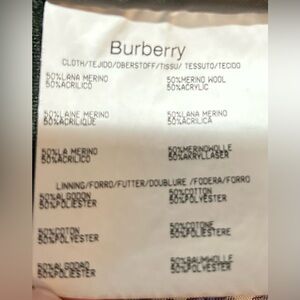 Burberry
CLOTH/TEJIDO/OBERSTOFF/TISSU/ TESSUTO/TECIDO
50%LANA MERINO 50%MERINO WOOL
50%ACRILICO 50%ACRYLIC
50%LAINE MERINO 50%LANA MERINO
50%ACRILIQUE 50%ACRILICA
50%LA MERINO 50%MERINOWOLLE
50%ACRILICO 50%AKRYLLASER
LINNING/FORRO/FUTTER/DOUBLURE /FODERA/FORRO
50%ALGODON 50%COTTON
50%POLIESTER 50%POLYESTER
50%COTON 50%COTONE
50%POLYESTER 50%POLIESTERE
50%ALGODAO 50%BAUMWOLLE
50%POLIESTER 50%POLYESTER